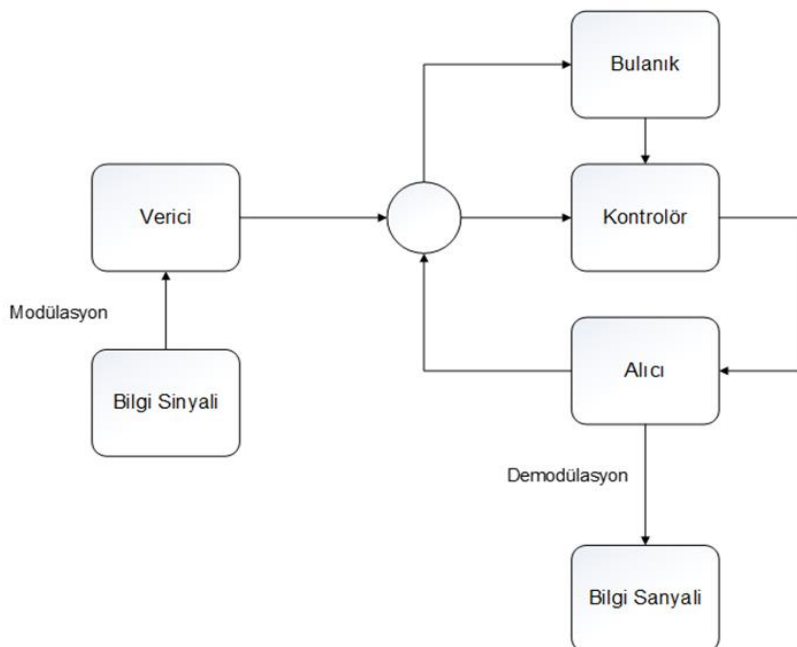 Bulanık
Verici
Kontrolör
Modülasyon
Alıcı
Bilgi Sinyali
Demodülasyon
Bilgi Sanyali